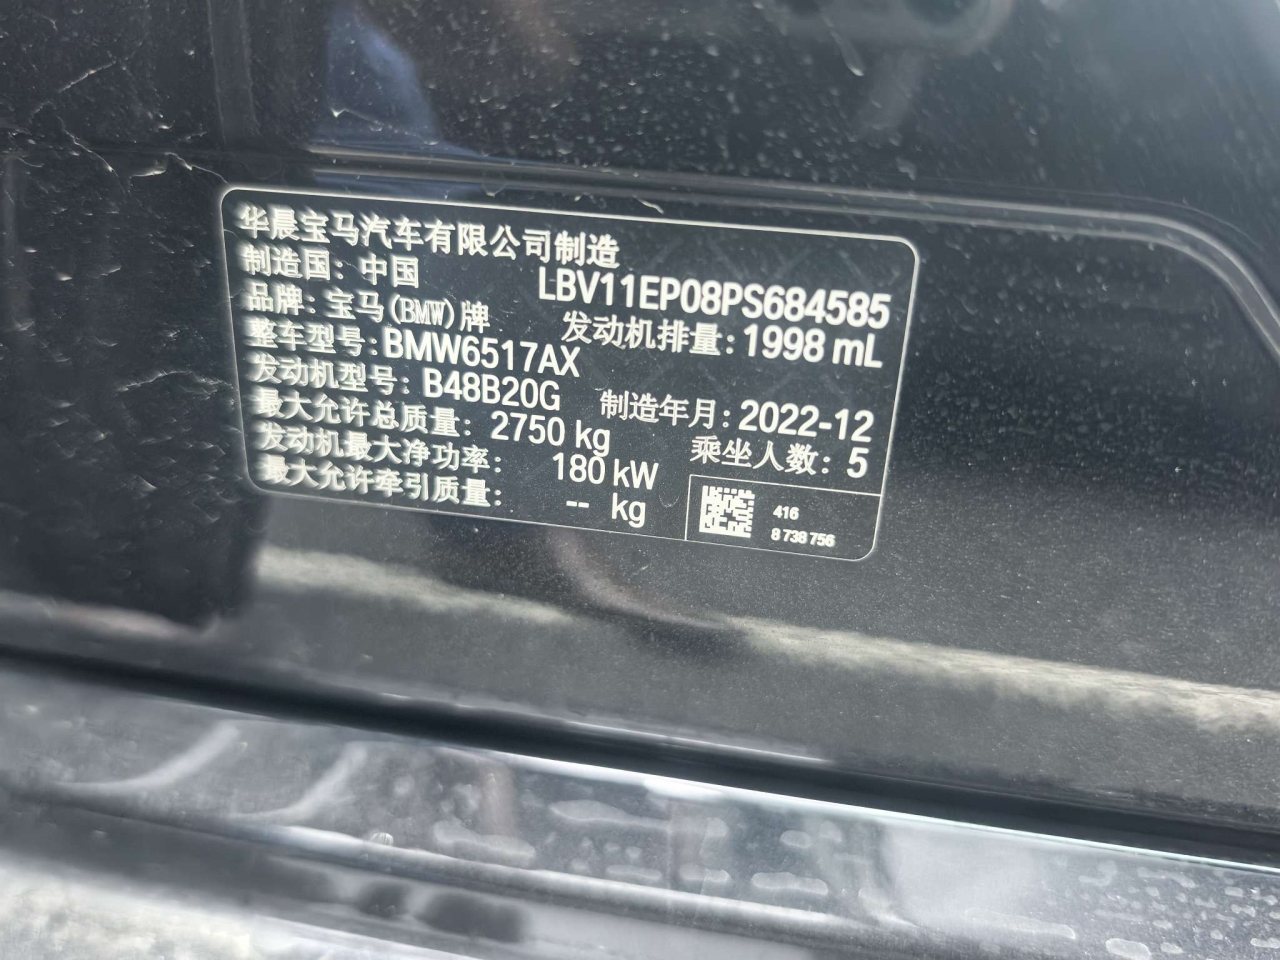 华晨宝马汽车有限公司制造
制造国：中国 LBV11EP08PS684585
品牌：宝马(BMW)牌 发动机排量：1998 mL
整车型号：BMW6517AX
发动机型号：B48B20G 制造年月：2022-12
最大允许总质量：2750 kg 乘坐人数：5
发动机最大净功率：180 kW
最大允许牵引质量：-- kg
416
8 738 756